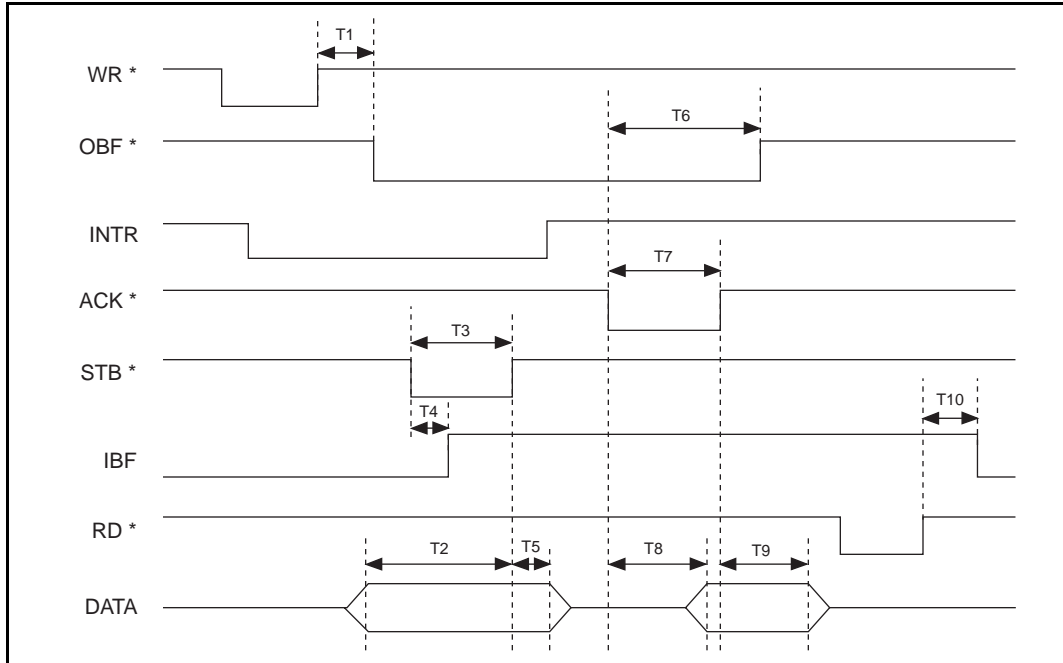 T1
WR *
T6
OBF *
INTR
T7
ACK *
T3
STB *
T4
T10
IBF
RD *
T2
T5
T8
T9
DATA